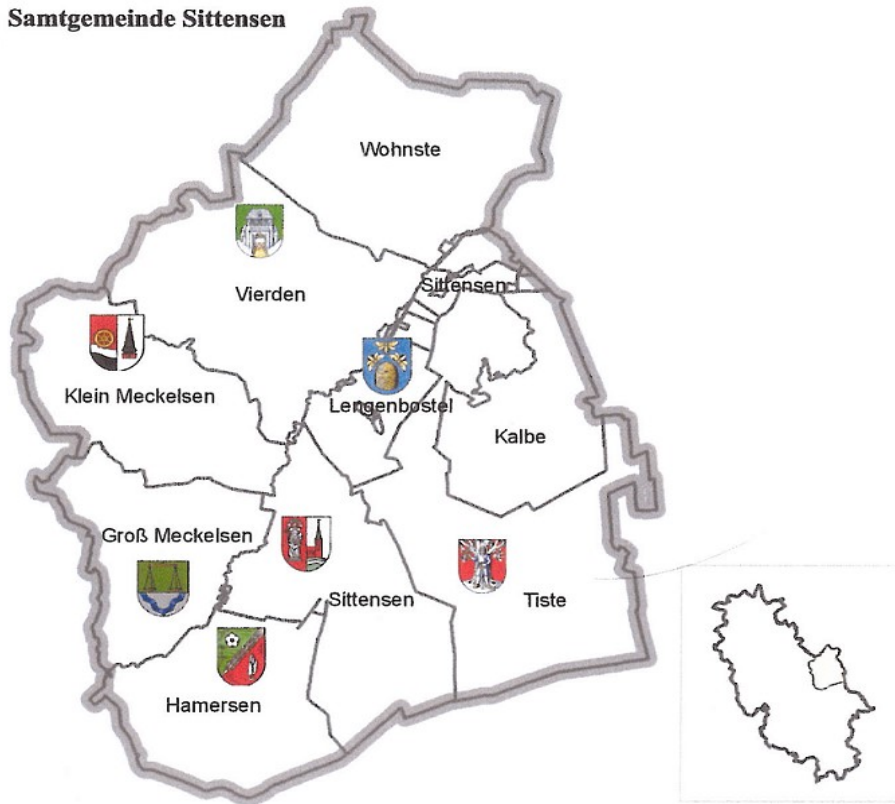 Samtgemeinde Sittensen
Wohnste
Sittensen
Vierden
Klein Meckelsen
Lengenbostel
Kalbe
Groß Meckelsen
Sittensen
Tiste
Hamersen